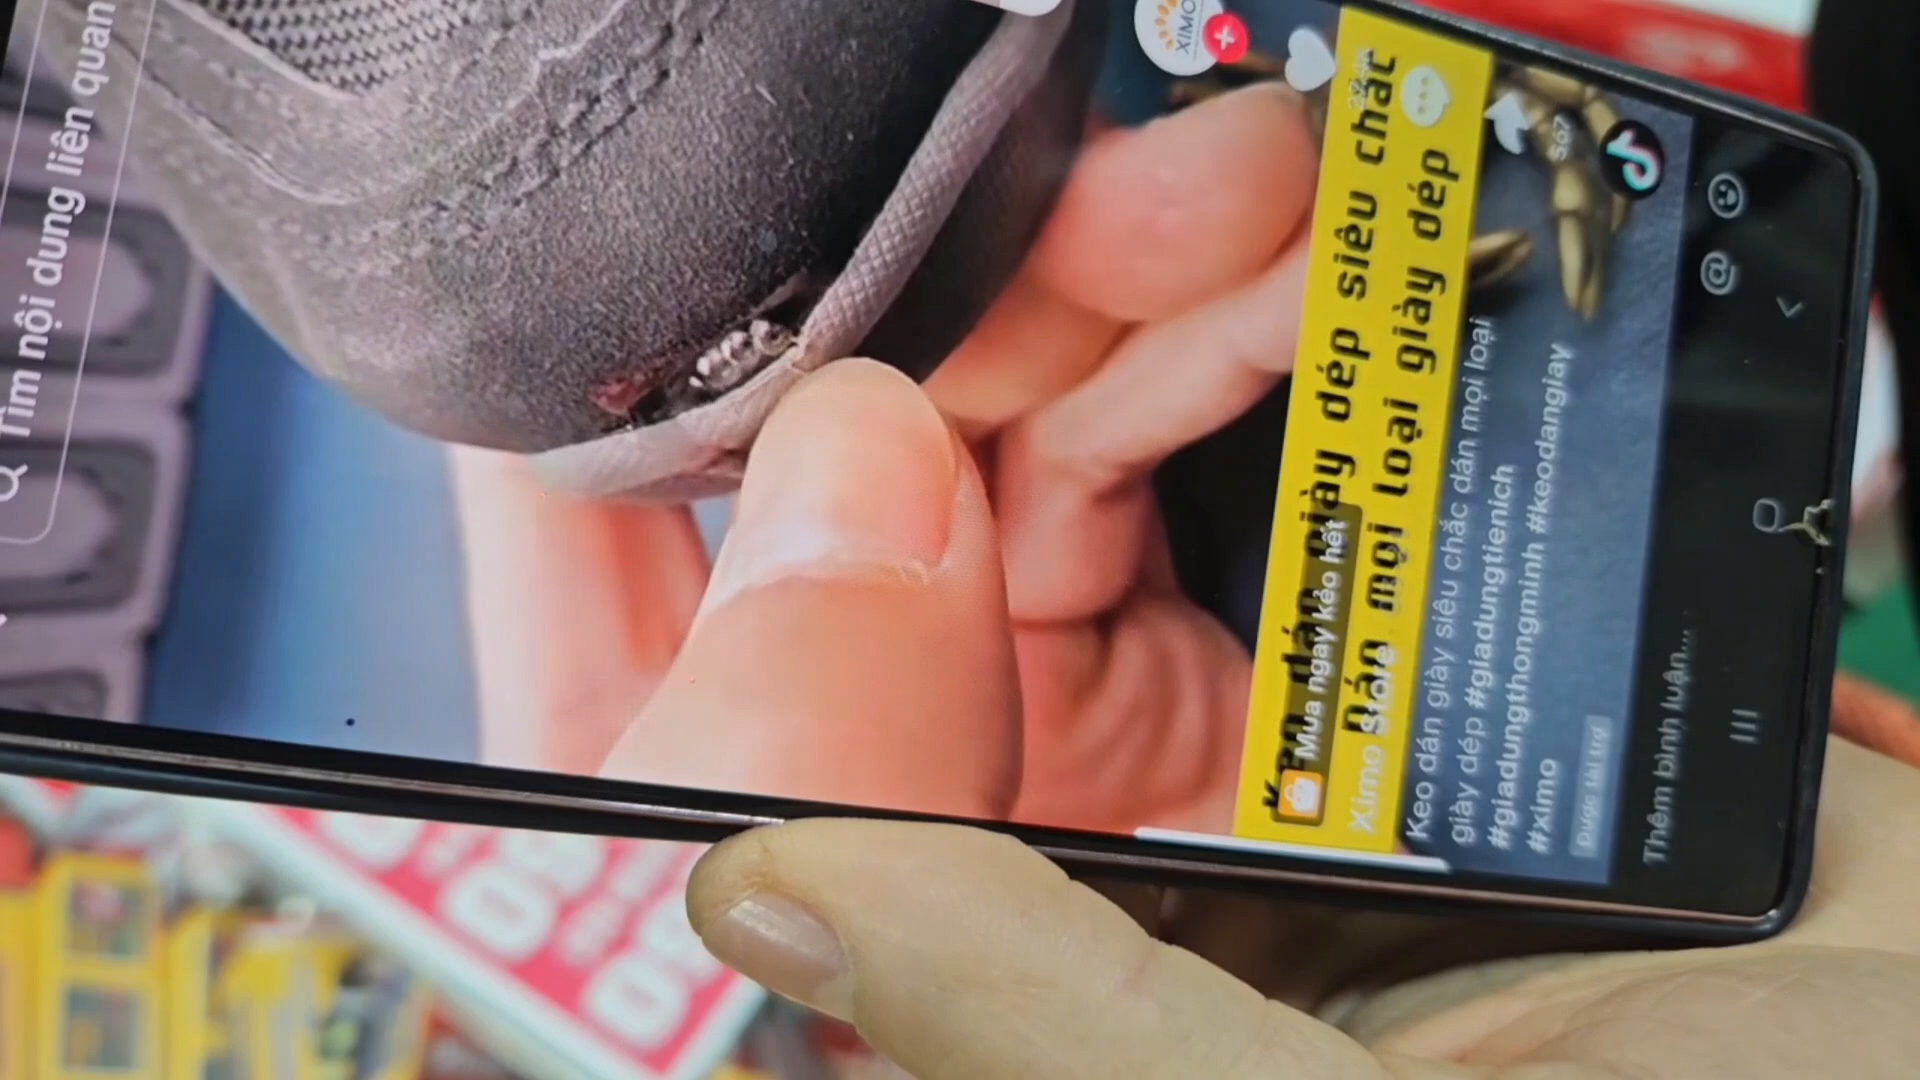 Tìm nội dung liên quan
XIMO
567
Keo dán giày dép siêu chắc
Dán mọi loại giày dép
Mua ngay kẻo hết
Ximo Store
Keo dán giày siêu chắc dán mọi loại
giày dép #giadungtienich
#giadungthongminh #keodangiay
#ximo
Được tài trợ
Thêm bình luận...